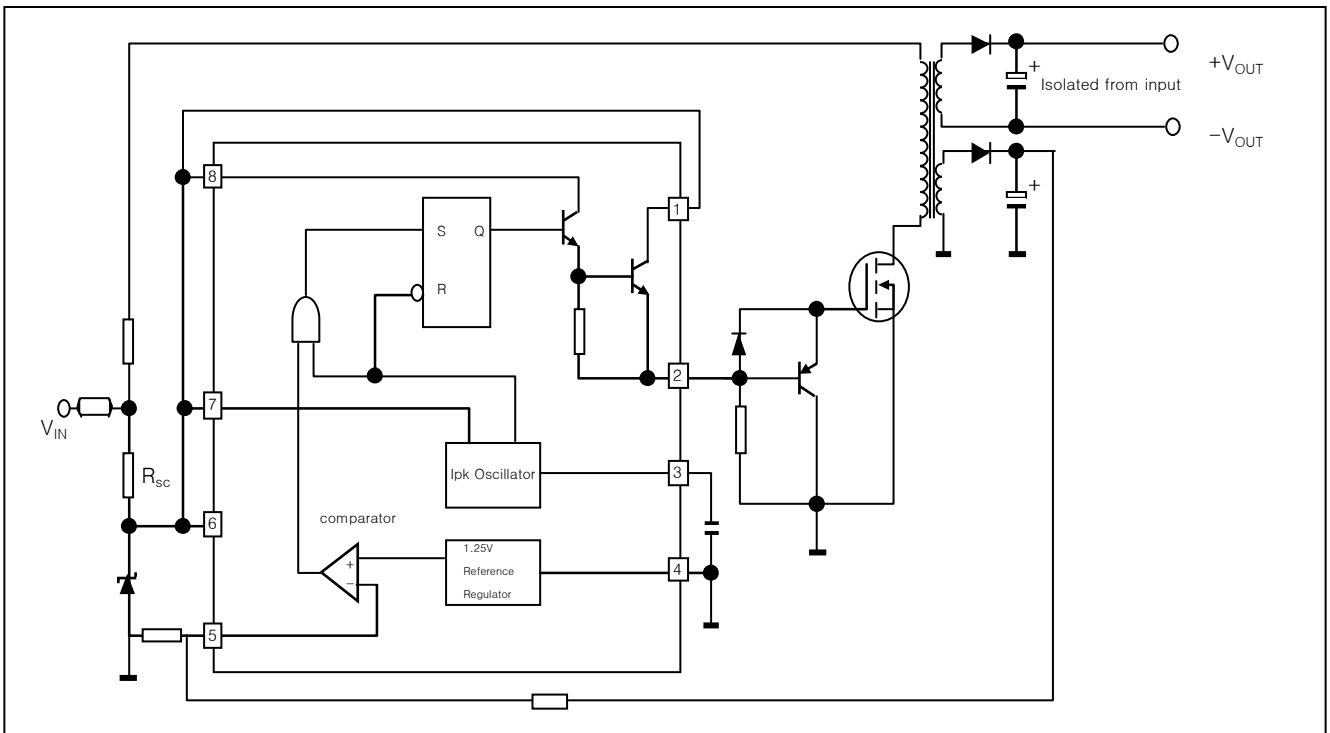 +VOUT
Isolated from input
−VOUT
8
1
S Q
R
2
7
VIN
Ipk Oscillator
3
Rsc
6
comparator
1.25V
Reference
Regulator
4
+
−
5
+
+